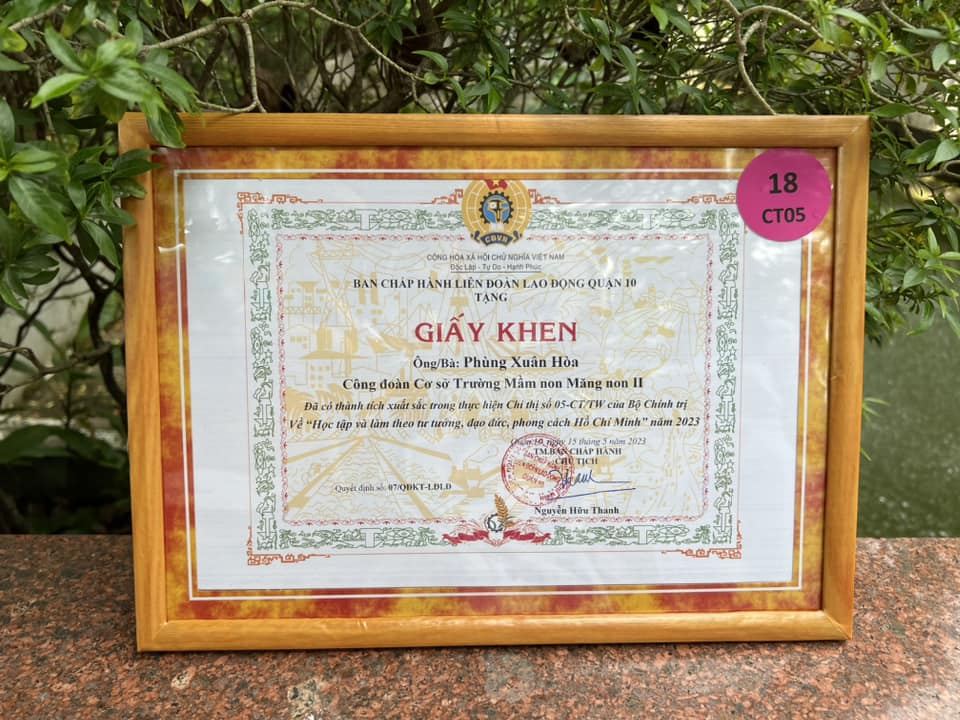 18
CT05
CĐVN
CỘNG HÒA XÃ HỘI CHỦ NGHĨA VIỆT NAM
Độc Lập - Tự Do - Hạnh Phúc
BAN CHẤP HÀNH LIÊN ĐOÀN LAO ĐỘNG QUẬN 10
TẶNG
GIẤY KHEN
Ông/Bà: Phùng Xuân Hòa
Công đoàn Cơ sở Trường Mầm non Măng non II
Đã có thành tích xuất sắc trong thực hiện Chỉ thị số 05-CT/TW của Bộ Chính trị
Về “Học tập và làm theo tư tưởng, đạo đức, phong cách Hồ Chí Minh” năm 2023
Quận 10, ngày 15 tháng 5 năm 2023
TM.BAN CHẤP HÀNH
CHỦ TỊCH
Quyết định số: 07/QĐKT-LĐLĐ
Nguyễn Hữu Thanh